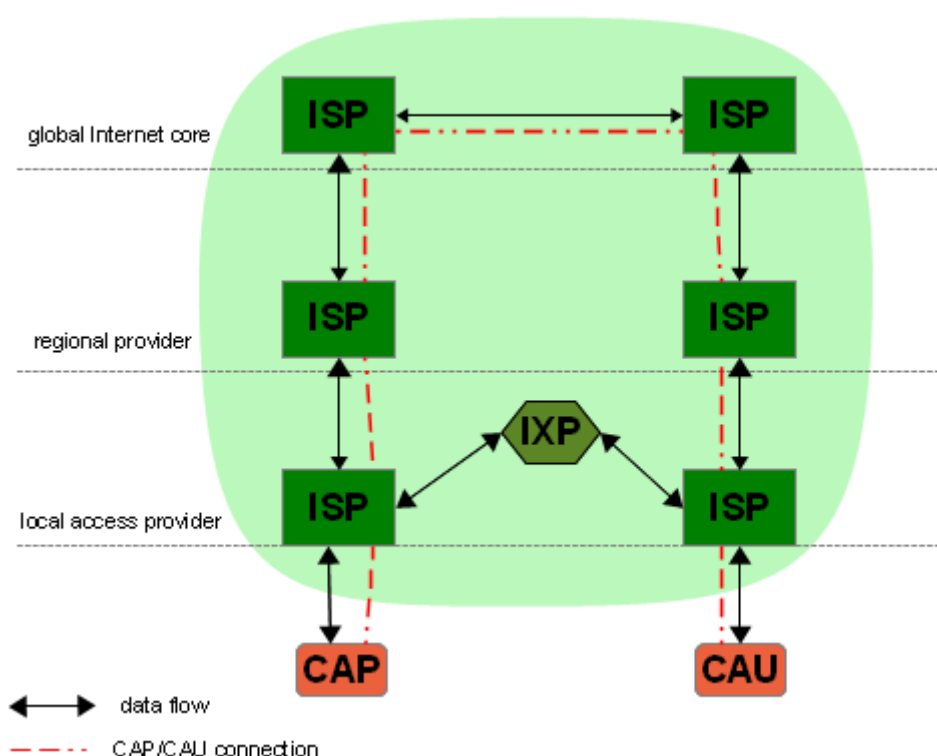 ISP ISP
global Internet core
ISP ISP
regional provider
IXP
ISP ISP
local access provider
CAP CAU
data flow
CAP/CAU connection